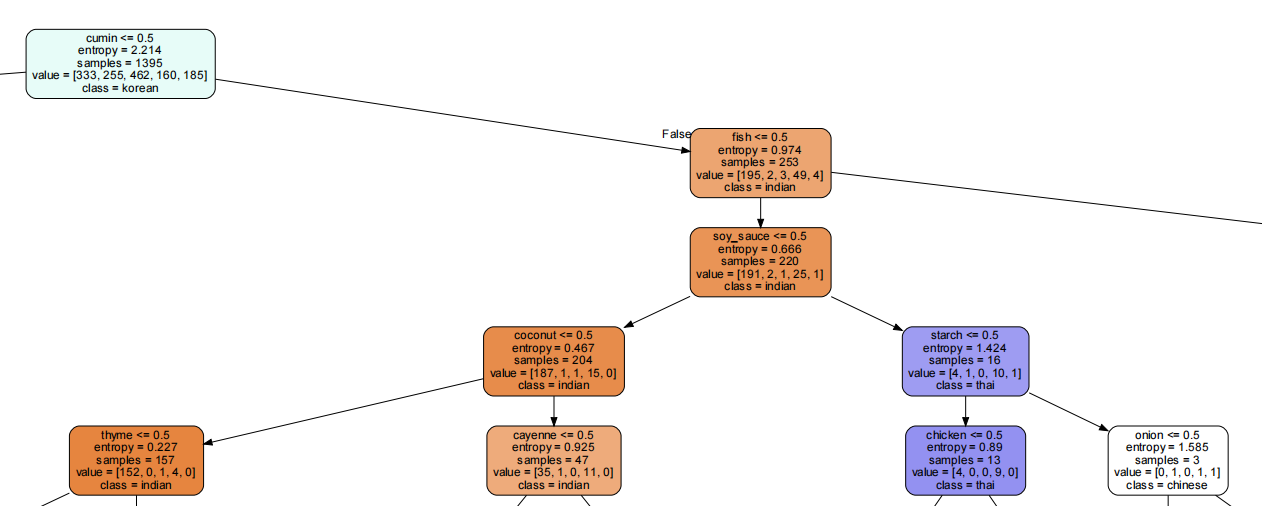 cumin <= 0.5
entropy = 2.214
samples = 1395
value = [333, 255, 462, 160, 185]
class = korean
False
fish <= 0.5
entropy = 0.974
samples = 253
value = [195, 2, 3, 49, 4]
class = indian
soy_sauce <= 0.5
entropy = 0.666
samples = 220
value = [191, 2, 1, 25, 1]
class = indian
coconut <= 0.5
entropy = 0.467
samples = 204
value = [187, 1, 1, 15, 0]
class = indian
starch <= 0.5
entropy = 1.424
samples = 16
value = [4, 1, 0, 10, 1]
class = thai
thyme <= 0.5
entropy = 0.227
samples = 157
value = [152, 0, 1, 4, 0]
class = indian
cayenne <= 0.5
entropy = 0.925
samples = 47
value = [35, 1, 0, 11, 0]
class = indian
chicken <= 0.5
entropy = 0.89
samples = 13
value = [4, 0, 0, 9, 0]
class = thai
onion <= 0.5
entropy = 1.585
samples = 3
value = [0, 1, 0, 1, 1]
class = chinese